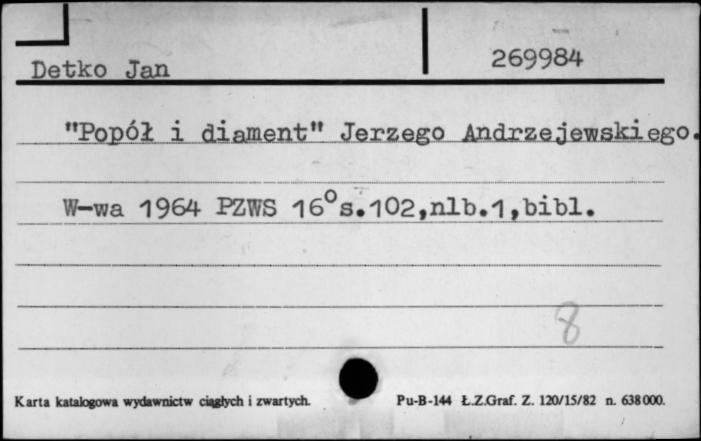 Detko Jan 269984
"Popół i diament" Jerzego Andrzejewskiego.
W-wa 1964 PZWS 16° s.102,nlb.1,bibl.
8
Karta katalogowa wydawnictw ciągłych i zwartych. Pu-B-144 Ł.Z.Graf. Z. 120/15/82 n. 638000.